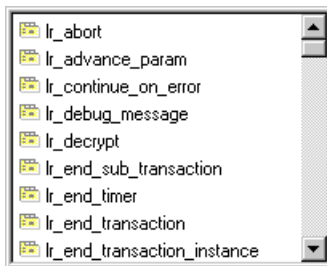 lr_abort
lr_advance_param
lr_continue_on_error
lr_debug_message
lr_decrypt
lr_end_sub_transaction
lr_end_timer
lr_end_transaction
lr_end_transaction_instance